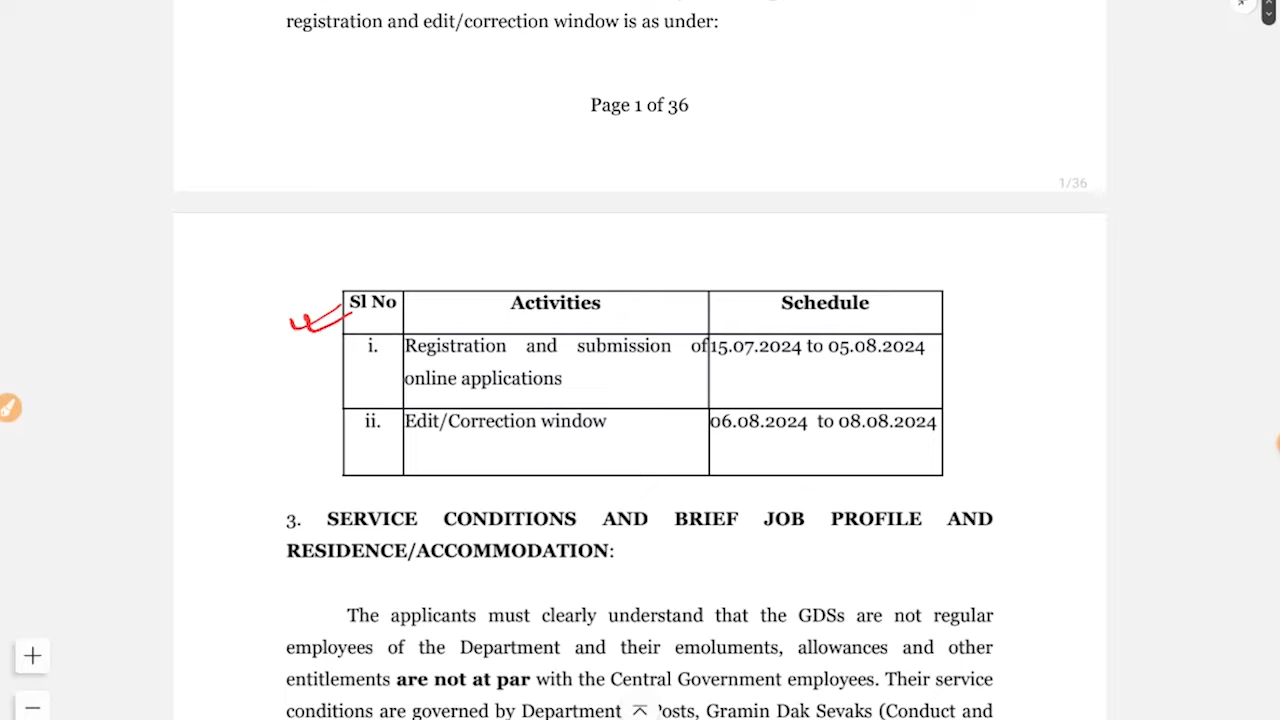 registration and edit/correction window is as under:
Page 1 of 36
1/36
Sl No Activities Schedule
i. Registration and submission of 15.07.2024 to 05.08.2024
online applications
ii. Edit/Correction window 06.08.2024 to 08.08.2024
3. SERVICE CONDITIONS AND BRIEF JOB PROFILE AND
RESIDENCE/ACCOMMODATION:
The applicants must clearly understand that the GDSs are not regular
employees of the Department and their emoluments, allowances and other
entitlements are not at par with the Central Government employees. Their service
conditions are governed by Department Posts, Gramin Dak Sevaks (Conduct and